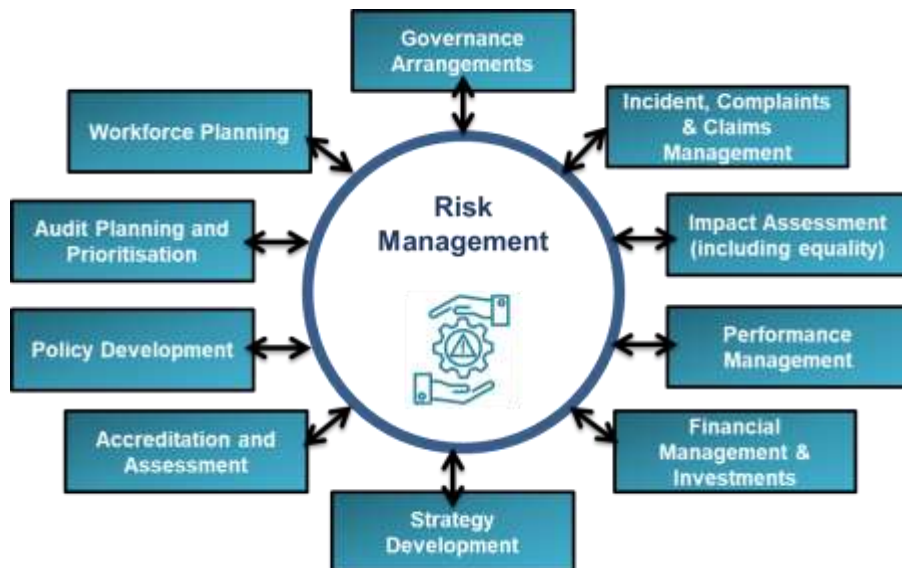 Governance
Arrangements
Incident, Complaints
& Claims
Management
Workforce Planning
Risk
Management
Audit Planning and
Prioritisation
Impact Assessment
(including equality)
Policy Development
Performance
Management
Accreditation and
Assessment
Financial
Management &
Investments
Strategy
Development